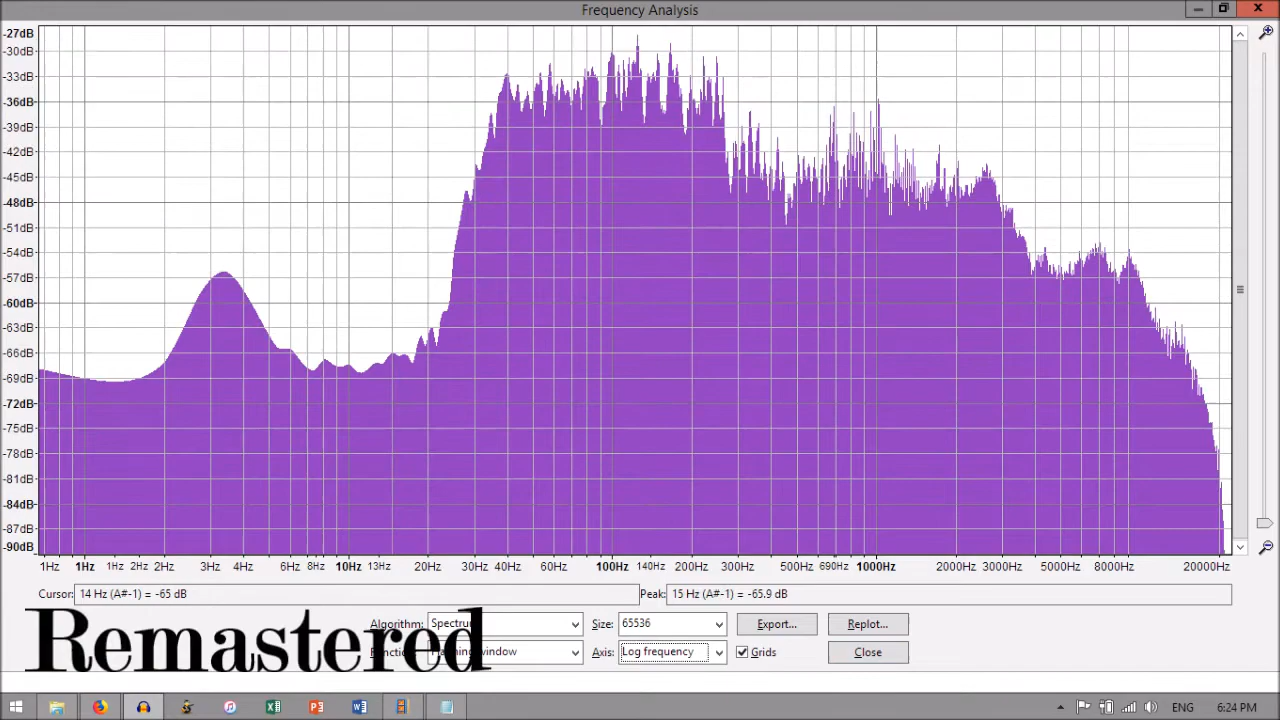 Frequency Analysis
-27dB
-30dB
-33dB
-36dB
-39dB
-42dB
-45dB
-48dB
-51dB
-54dB
-57dB
-60dB
-63dB
-66dB
-69dB
-72dB
-75dB
-78dB
-81dB
-84dB
-87dB
-90dB
1Hz 1Hz 1Hz 2Hz 3Hz 4Hz 6Hz 8Hz 10Hz 13Hz 20Hz 30Hz 40Hz 60Hz 100Hz 140Hz 200Hz 300Hz 500Hz 690Hz 1000Hz 2000Hz 3000Hz 5000Hz 8000Hz 20000Hz
Cursor: 14 Hz (A#-1) = -65 dB Peak: 15 Hz (A#-1) = -65.9 dB
Algorithm: Spectru Size: 65536 Export... Replot...
window Axis: Log frequency Grids Close
Remastered
ENG 6:24 PM